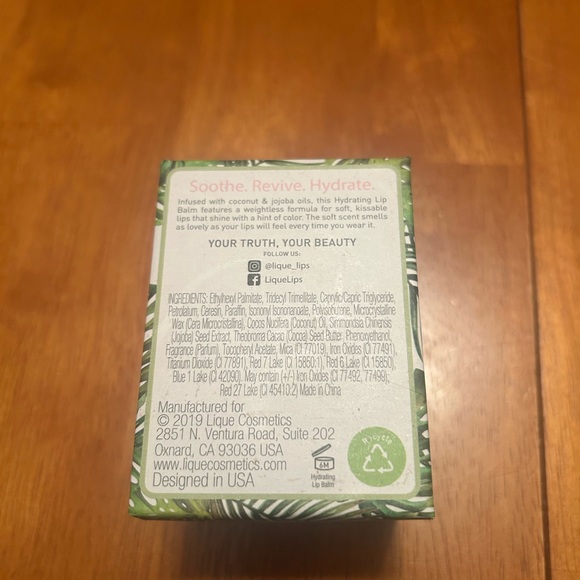 Soothe. Revive. Hydrate.
Infused with coconut & jojoba oils, this Hydrating Lip
Balm features a weightless formula for soft, kissable
lips that shine with a hint of color. The soft scent smells
as lovely as your lips will feel every time you wear it.
YOUR TRUTH, YOUR BEAUTY
FOLLOW US:
@lique_lips
LiqueLips
INGREDIENTS: Ethylhexyl Palmitate, Tridecyl Trimellitate, Caprylic/Capric Triglyceride,
Petrolatum, Ceresin, Paraffin, Isononyl Isononanoate, Polyisobutene, Microcrystalline
Wax (Cera Microcristallina), Cocos Nucifera (Coconut) Oil, Simmondsia Chinensis
(Jojoba) Seed Extract, Theobroma Cacao (Cocoa) Seed Butter, Phenoxyethanol,
Fragrance (Parfum), Tocopheryl Acetate, Mica (CI 77019), Iron Oxides (CI 77491),
Titanium Dioxide (CI 77891), Red 7 Lake (CI 15850:1), Red 6 Lake (CI 15850),
Blue 1 Lake (CI 42090). May contain (+/-) Iron Oxides (CI 77492, 77499);
Red 27 Lake (CI 45410:2) Made in China
Manufactured for
© 2019 Lique Cosmetics
2851 N. Ventura Road, Suite 202
Oxnard, CA 93036 USA
www.liquecosmetics.com
Designed in USA
6M
Hydrating
Lip Balm
Recycle